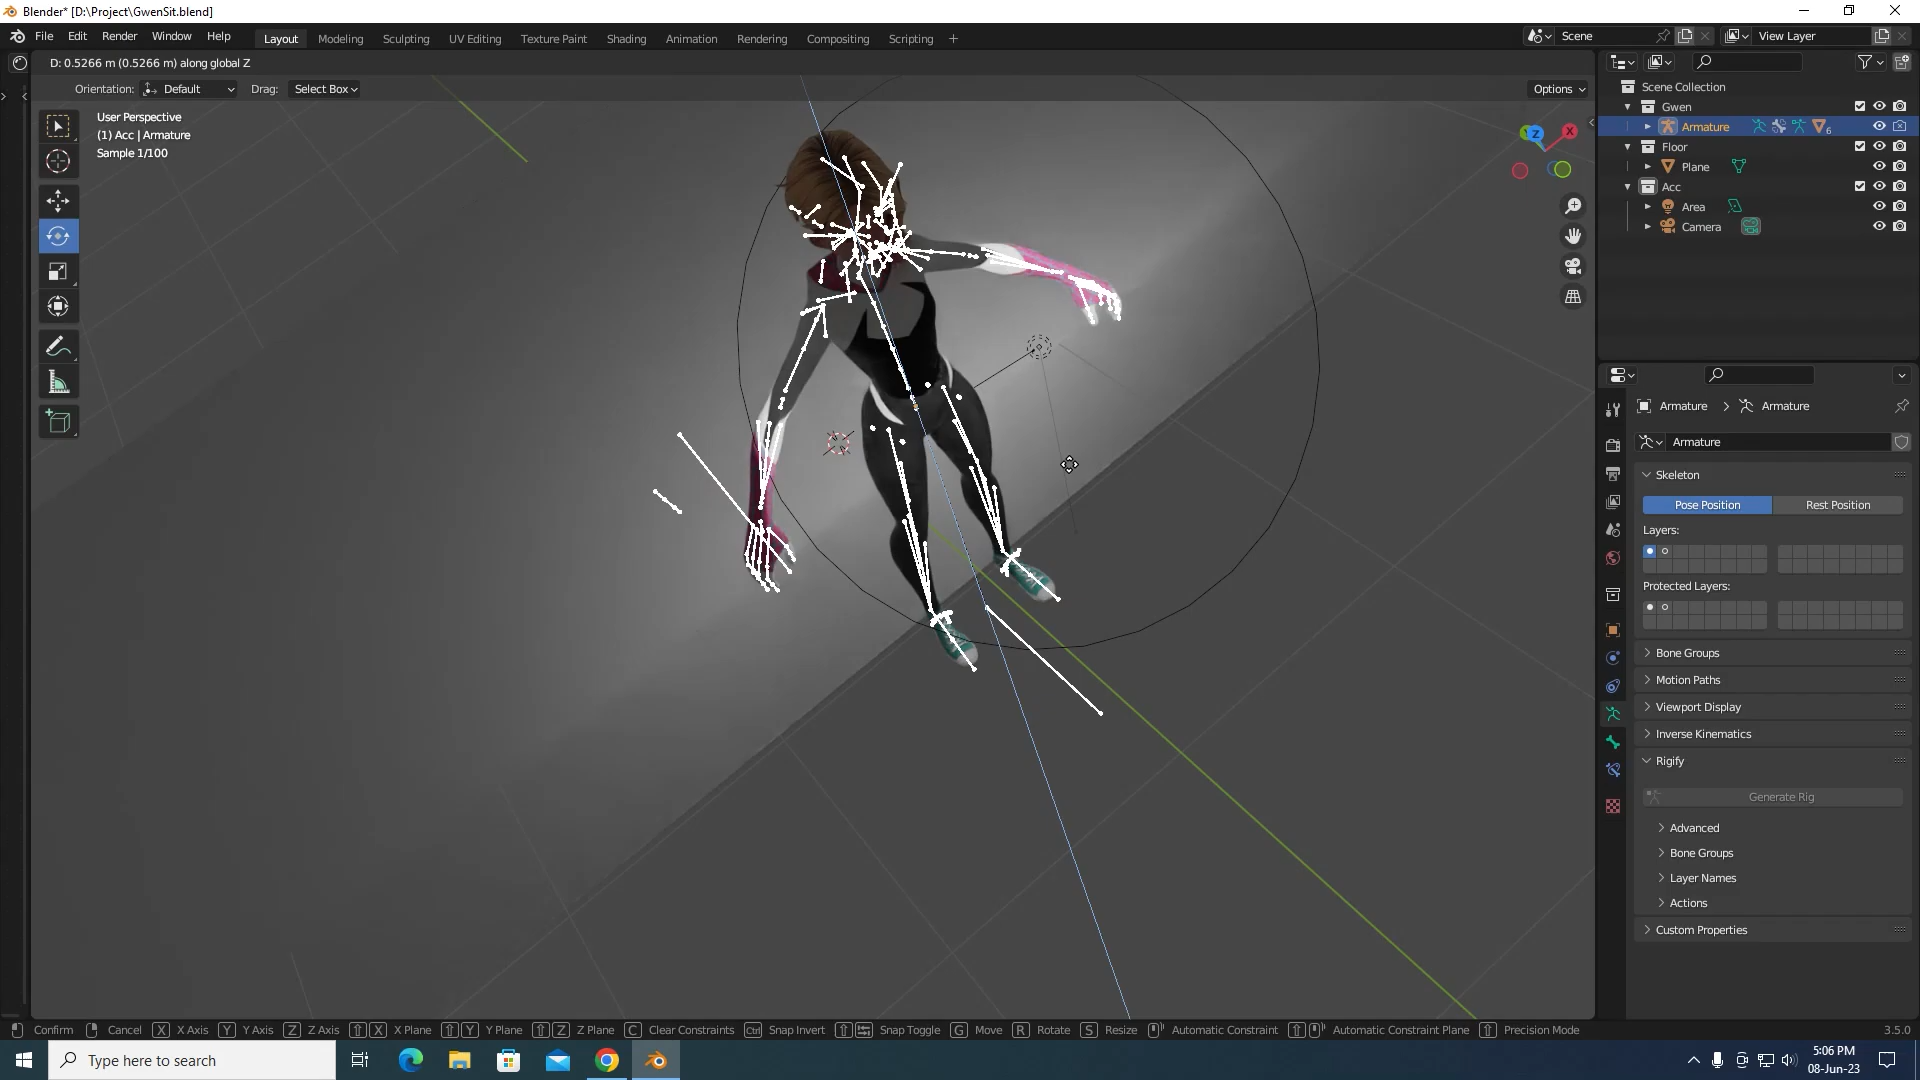 Blender* [D:\Project\GwenSit.blend]
File Edit Render Window Help
Layout Modeling Sculpting UV Editing Texture Paint Shading Animation Rendering Compositing Scripting +
Scene
View Layer
D: 0.5266 m (0.5266 m) along global Z
Orientation: Default Drag: Select Box
Options
User Perspective
(1) Acc | Armature
Sample 1/100
Z
X
Scene Collection
Gwen
Armature 6
Floor
Plane
Acc
Area
Camera
Armature > Armature
Armature
Skeleton
Pose Position Rest Position
Layers:
Protected Layers:
Bone Groups
Motion Paths
Viewport Display
Inverse Kinematics
Rigify
Generate Rig
Advanced
Bone Groups
Layer Names
Actions
Custom Properties
Confirm Cancel X X Axis Y Y Axis Z Z Axis X X Plane Y Y Plane Z Z Plane C Clear Constraints Ctrl Snap Invert Snap Toggle G Move R Rotate S Resize Automatic Constraint Automatic Constraint Plane Precision Mode 3.5.0
Type here to search
5:06 PM
08-Jun-23